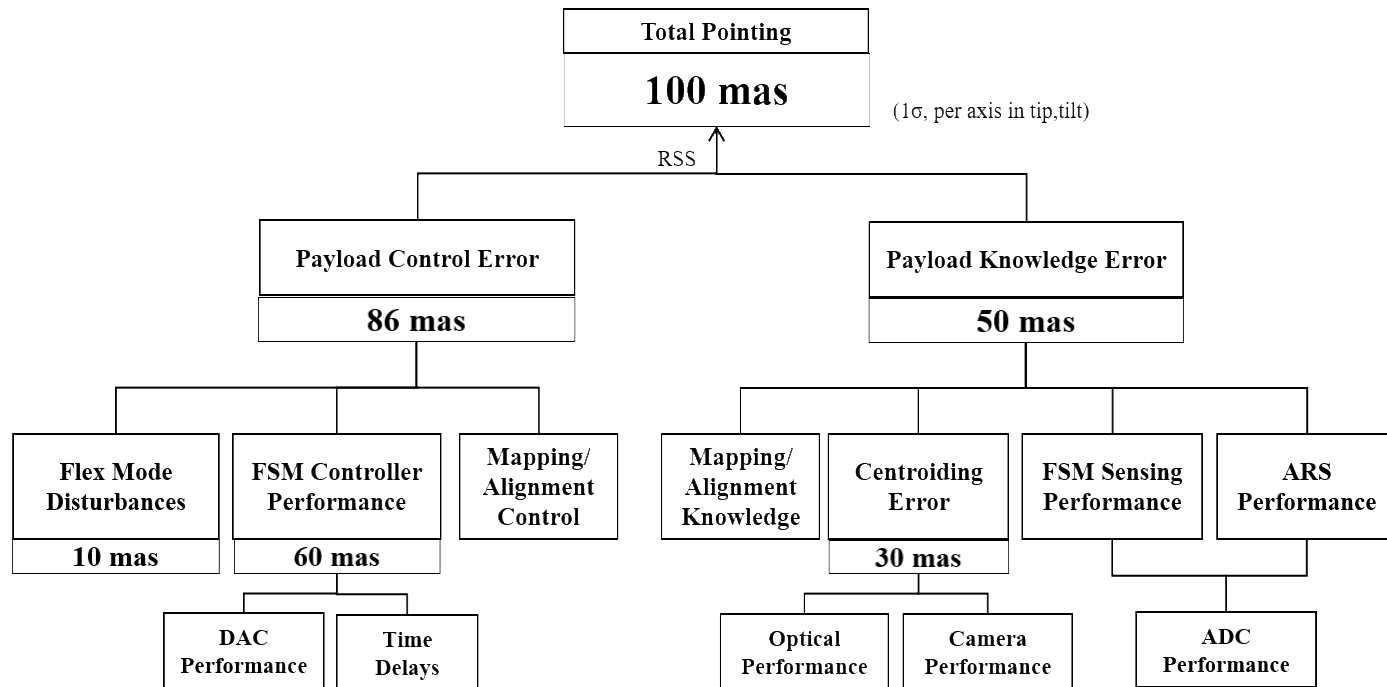 Total Pointing
100 mas
(1σ, per axis in tip,tilt)
RSS
Payload Control Error
86 mas
Payload Knowledge Error
50 mas
Flex Mode
Disturbances
10 mas
FSM Controller
Performance
60 mas
Mapping/
Alignment
Control
Mapping/
Alignment
Knowledge
Centroiding
Error
30 mas
FSM Sensing
Performance
ARS
Performance
DAC
Performance
Time
Delays
Optical
Performance
Camera
Performance
ADC
Performance